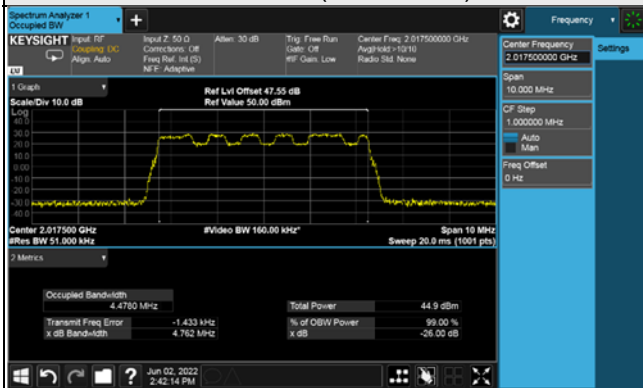 Spectrum Analyzer 1
Occupied BW
+
Frequency
KEYSIGHT Input: RF Input Z: 50 Ω Atten: 30 dB Trig: Free Run Center Freq: 2.017500000 GHz
Coupling: DC Corrections: Off Gate: Off Avg|Hold:>10/10
Align: Auto Freq Ref: Int (S) #IF Gain: Low Radio Std: None
NFE: Adaptive
LXI
Center Frequency
2.017500000 GHz
Settings
Span
10.000 MHz
CF Step
1.000000 MHz
Auto
Man
Freq Offset
0 Hz
1 Graph
Ref Lvl Offset 47.55 dB
Scale/Div 10.0 dB Ref Value 50.00 dBm
Log
40.0
30.0
20.0
10.0
0.00
-10.0
-20.0
-30.0
-40.0
Center 2.017500 GHz #Video BW 160.00 kHz* Span 10 MHz
#Res BW 51.000 kHz Sweep 20.0 ms (1001 pts)
2 Metrics
Occupied Bandwidth
4.4780 MHz Total Power 44.9 dBm
Transmit Freq Error -1.433 kHz % of OBW Power 99.00 %
x dB Bandwidth 4.762 MHz x dB -26.00 dB
?
Jun 02, 2022
2:42:14 PM